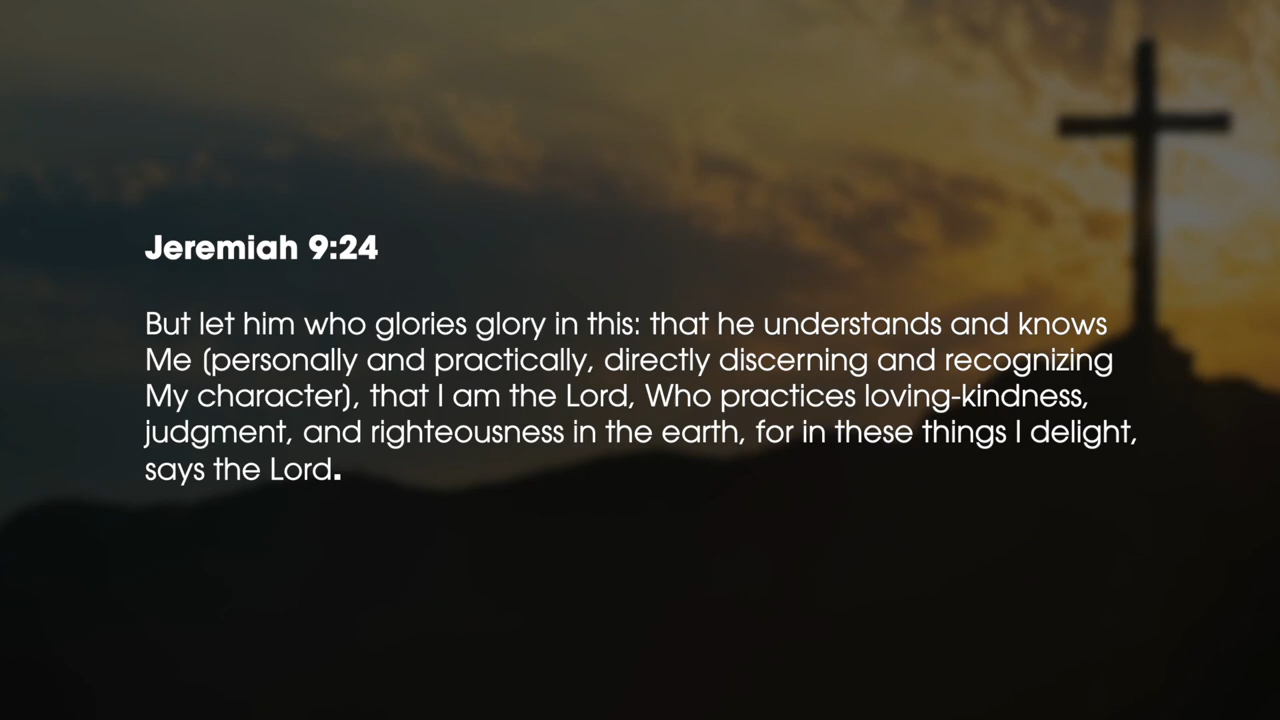 Jeremiah 9:24
But let him who glories glory in this: that he understands and knows
Me (personally and practically, directly discerning and recognizing
My character), that I am the Lord, Who practices loving-kindness,
judgment, and righteousness in the earth, for in these things I delight,
says the Lord.